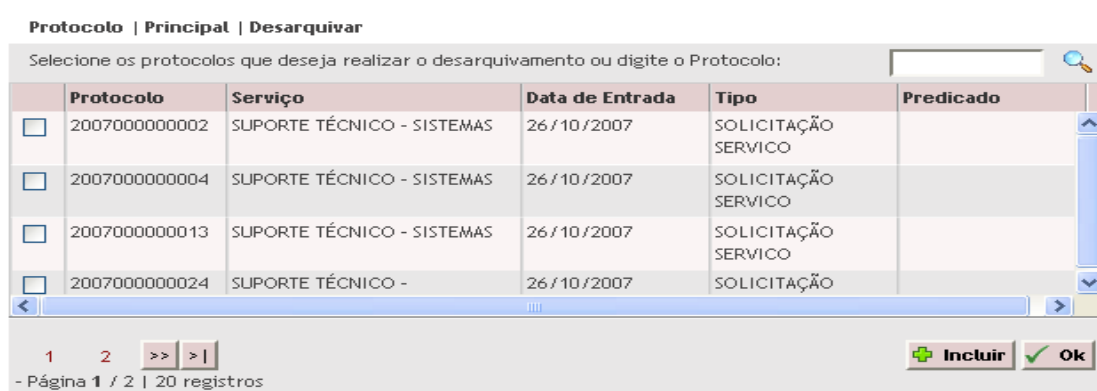 Protocolo | Principal | Desarquivar
Selecione os protocolos que deseja realizar o desarquivamento ou digite o Protocolo:
Protocolo Serviço Data de Entrada Tipo Predicado
2007000000002 SUPORTE TÉCNICO - SISTEMAS 26/10/2007 SOLICITAÇÃO
SERVICO
2007000000004 SUPORTE TÉCNICO - SISTEMAS 26/10/2007 SOLICITAÇÃO
SERVICO
2007000000013 SUPORTE TÉCNICO - SISTEMAS 26/10/2007 SOLICITAÇÃO
SERVICO
2007000000024 SUPORTE TÉCNICO - 26/10/2007 SOLICITAÇÃO
1 2 >> >| Incluir Ok
- Página 1 / 2 | 20 registros